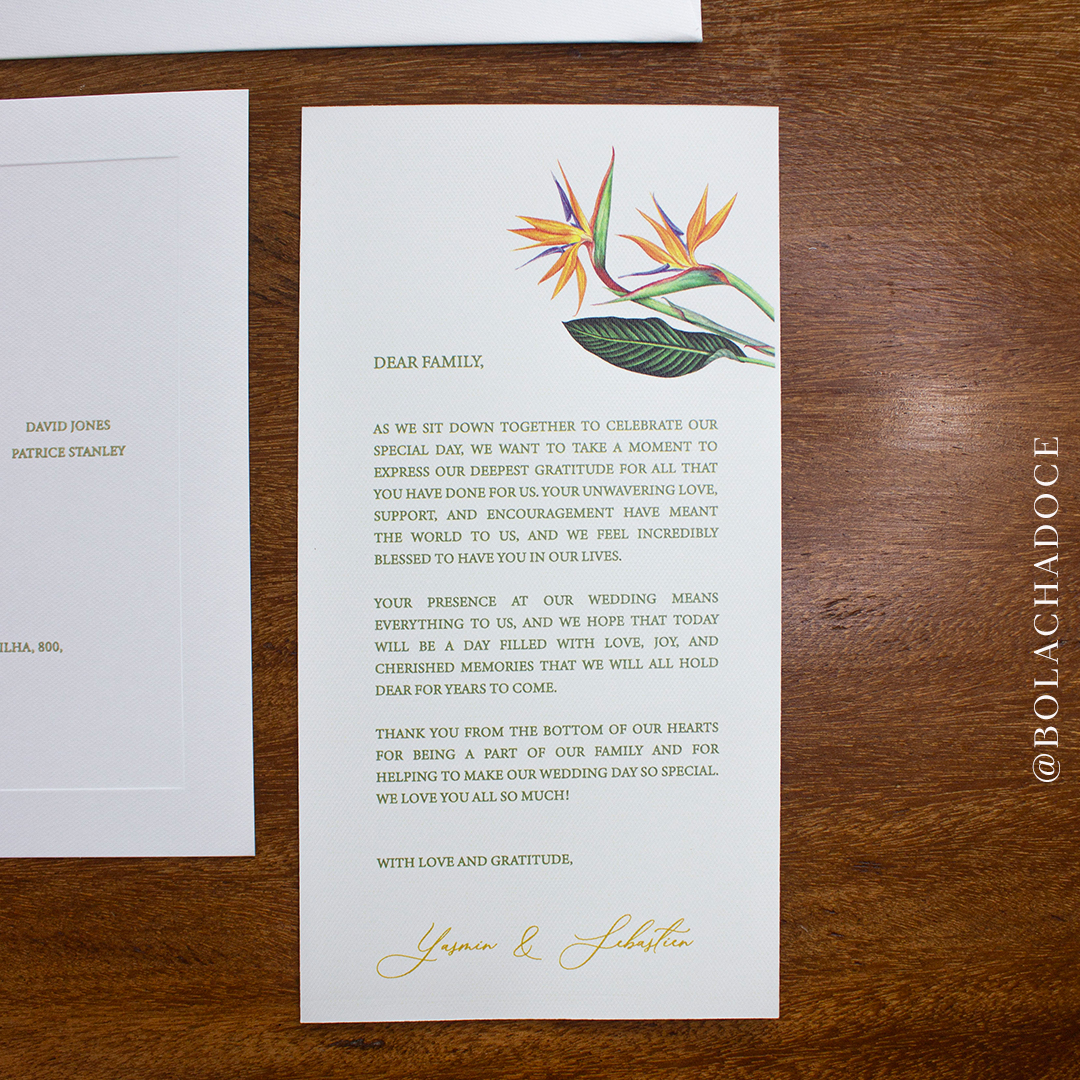 DAVID JONES
PATRICE STANLEY
ILHA, 800,
DEAR FAMILY,
AS WE SIT DOWN TOGETHER TO CELEBRATE OUR
SPECIAL DAY, WE WANT TO TAKE A MOMENT TO
EXPRESS OUR DEEPEST GRATITUDE FOR ALL THAT
YOU HAVE DONE FOR US. YOUR UNWAVERING LOVE,
SUPPORT, AND ENCOURAGEMENT HAVE MEANT
THE WORLD TO US, AND WE FEEL INCREDIBLY
BLESSED TO HAVE YOU IN OUR LIVES.
YOUR PRESENCE AT OUR WEDDING MEANS
EVERYTHING TO US, AND WE HOPE THAT TODAY
WILL BE A DAY FILLED WITH LOVE, JOY, AND
CHERISHED MEMORIES THAT WE WILL ALL HOLD
DEAR FOR YEARS TO COME.
THANK YOU FROM THE BOTTOM OF OUR HEARTS
FOR BEING A PART OF OUR FAMILY AND FOR
HELPING TO MAKE OUR WEDDING DAY SO SPECIAL.
WE LOVE YOU ALL SO MUCH!
WITH LOVE AND GRATITUDE,
Yasmin & Sebastien
@BOLACHADOCE